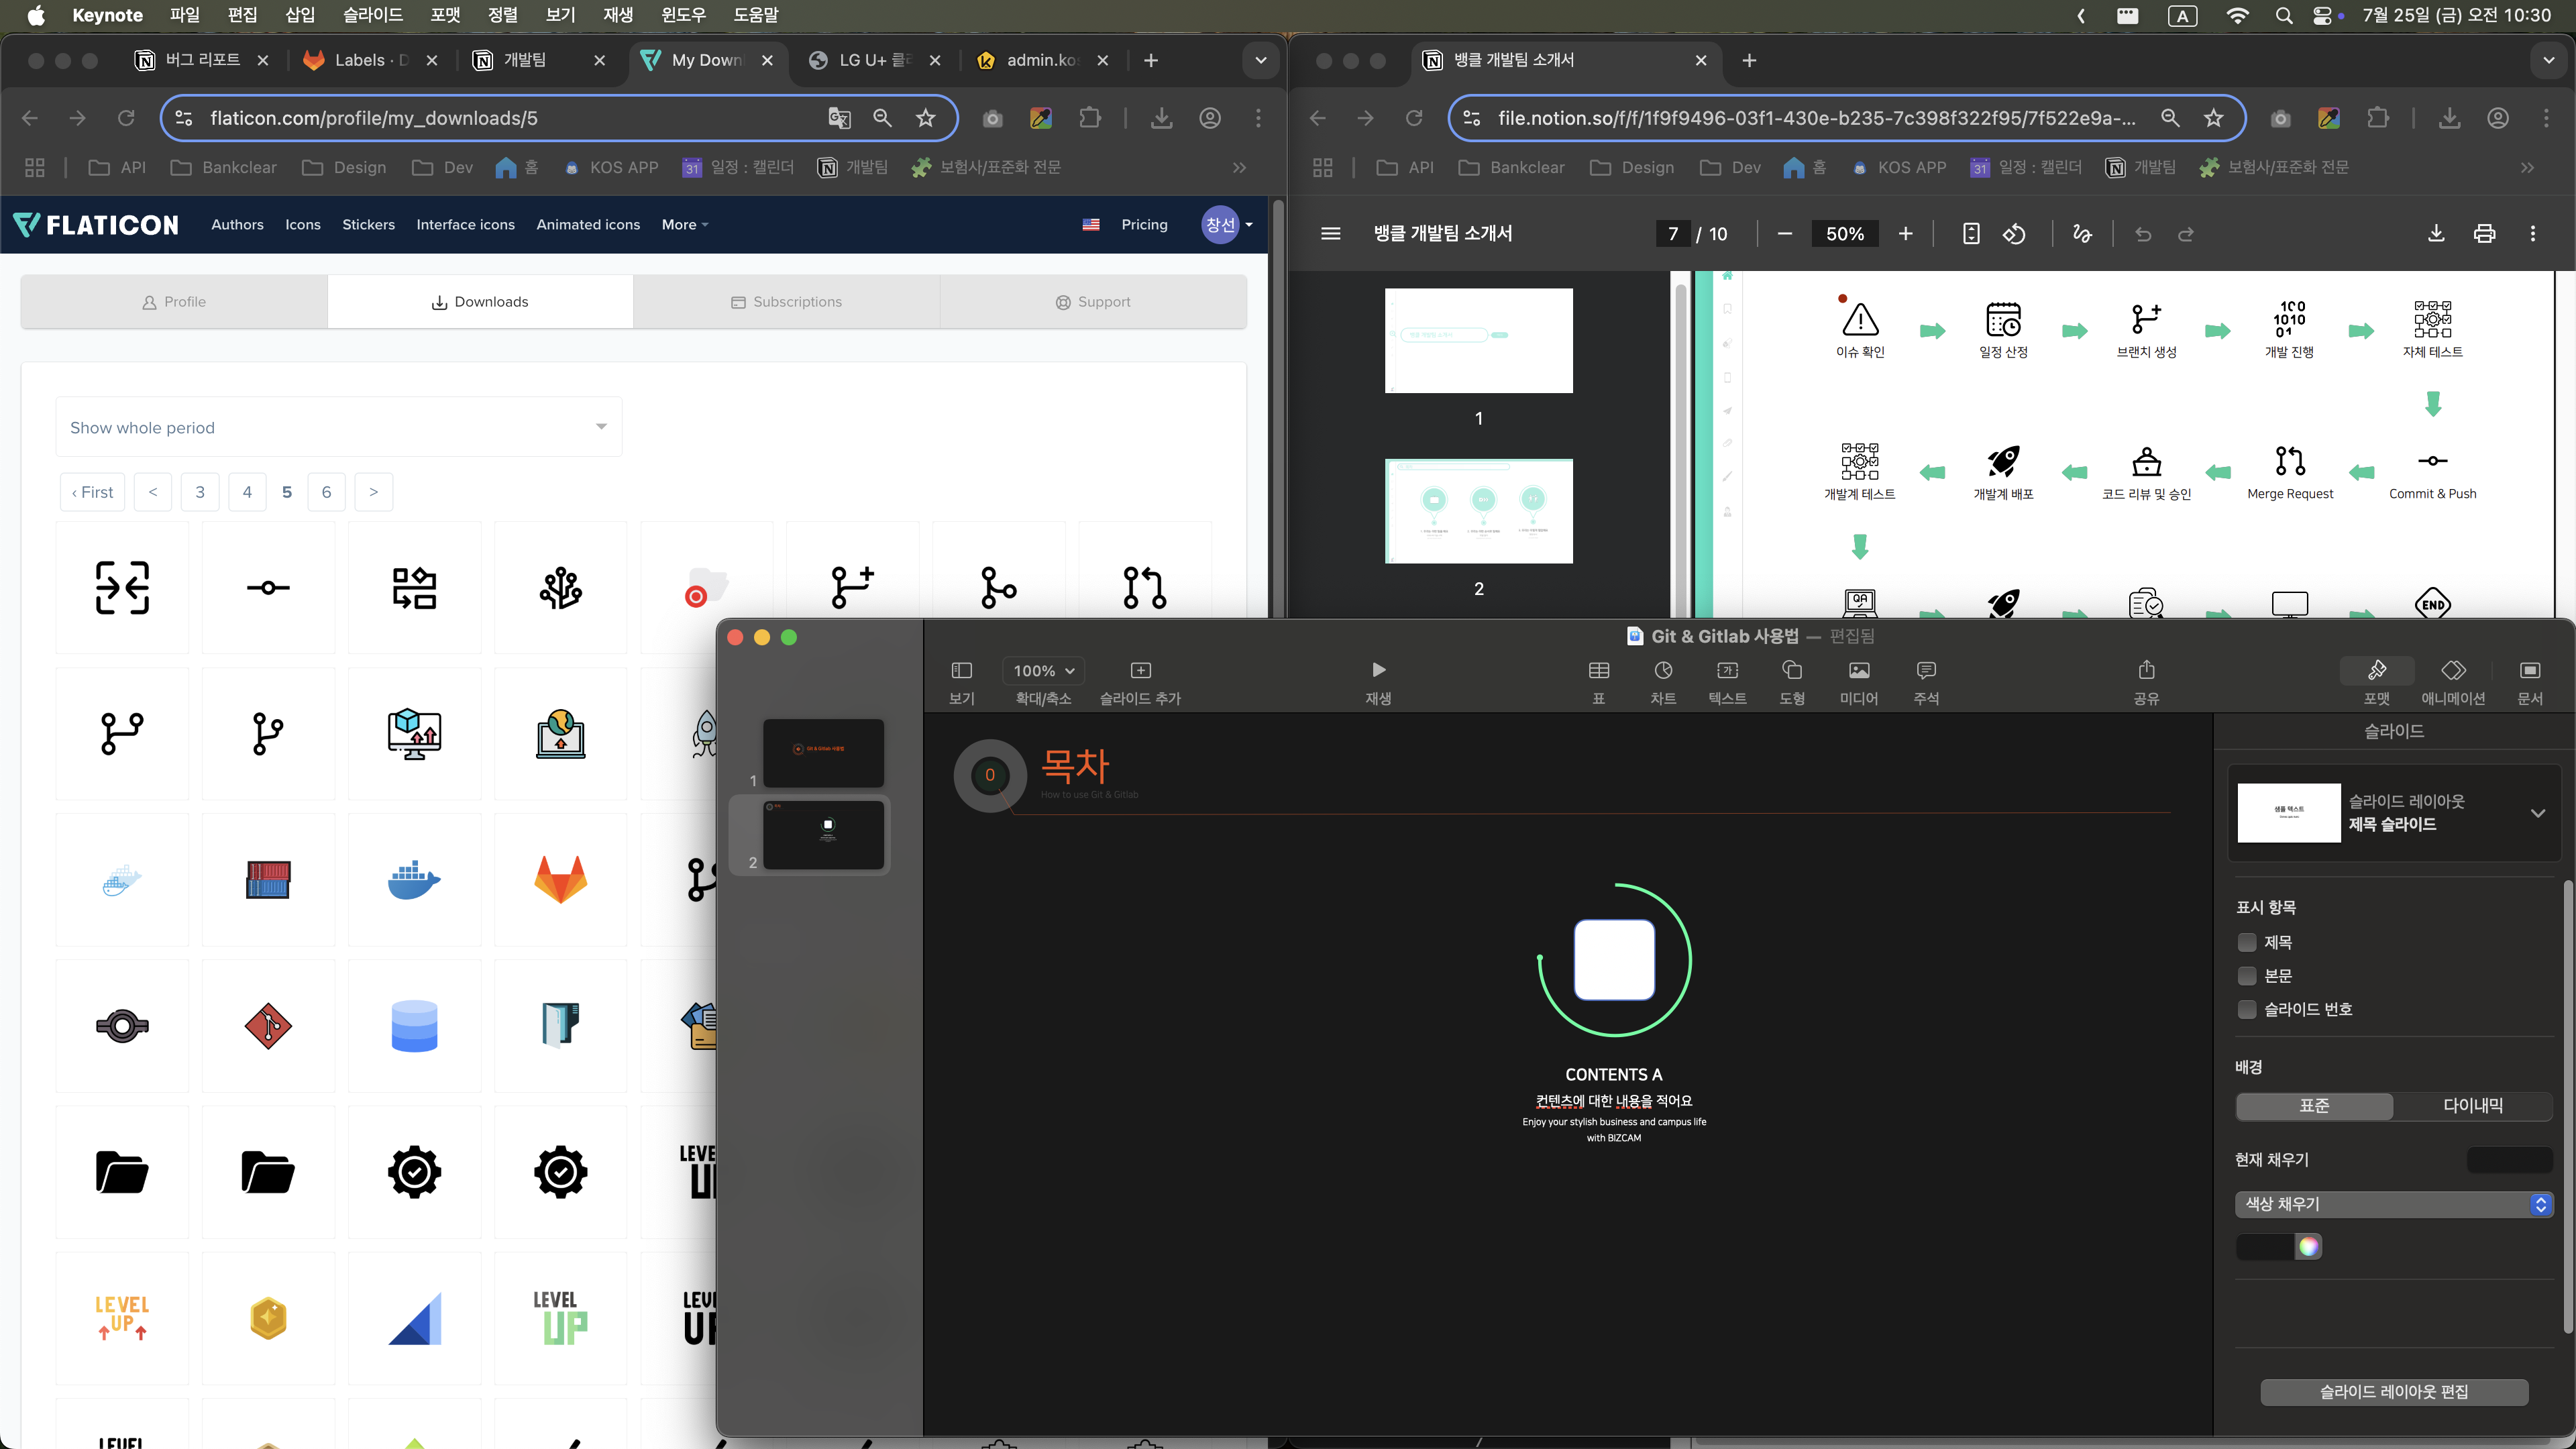 Keynote 파일 편집 삽입 슬라이드 포맷 정렬 보기 재생 윈도우 도움말
A 7월 25일 (금) 오전 10:30
버그 리포트
Labels · D
개발팀
My Down
LG U+ 클
admin.ko
flaticon.com/profile/my_downloads/5
API Bankclear Design Dev 홈 KOS APP 31 일정 : 캘린더 개발팀 보험사/표준화 전문
FLATICON Authors Icons Stickers Interface icons Animated icons More Pricing 창선
Profile Downloads Subscriptions Support
Show whole period
‹ First < 3 4 5 6 >
LEVEL
LEVEL
UP
LEVEL
UP
뱅클 개발팀 소개서
file.notion.so/f/f/1f9f9496-03f1-430e-b235-7c398f322f95/7f522e9a-...
API Bankclear Design Dev 홈 KOS APP 31 일정 : 캘린더 개발팀 보험사/표준화 전문
뱅클 개발팀 소개서 7 / 10 50%
1
2
이슈 확인 일정 산정 브랜치 생성 개발 진행 자체 테스트
개발계 테스트 개발계 배포 코드 리뷰 및 승인 Merge Request Commit & Push
QA
END
Git & Gitlab 사용법 — 편집됨
100%
보기 확대/축소 슬라이드 추가 재생 표 차트 텍스트 도형 미디어 주석 공유 포맷 애니메이션 문서
Git & Gitlab 사용법
1
2
0
목차
How to use Git & Gitlab
CONTENTS A
컨텐츠에 대한 내용을 적어요
Enjoy your stylish business and campus life
with BIZCAM
슬라이드
샘플 텍스트
슬라이드 레이아웃
제목 슬라이드
표시 항목
제목
본문
슬라이드 번호
배경
표준 다이내믹
현재 채우기
색상 채우기
슬라이드 레이아웃 편집